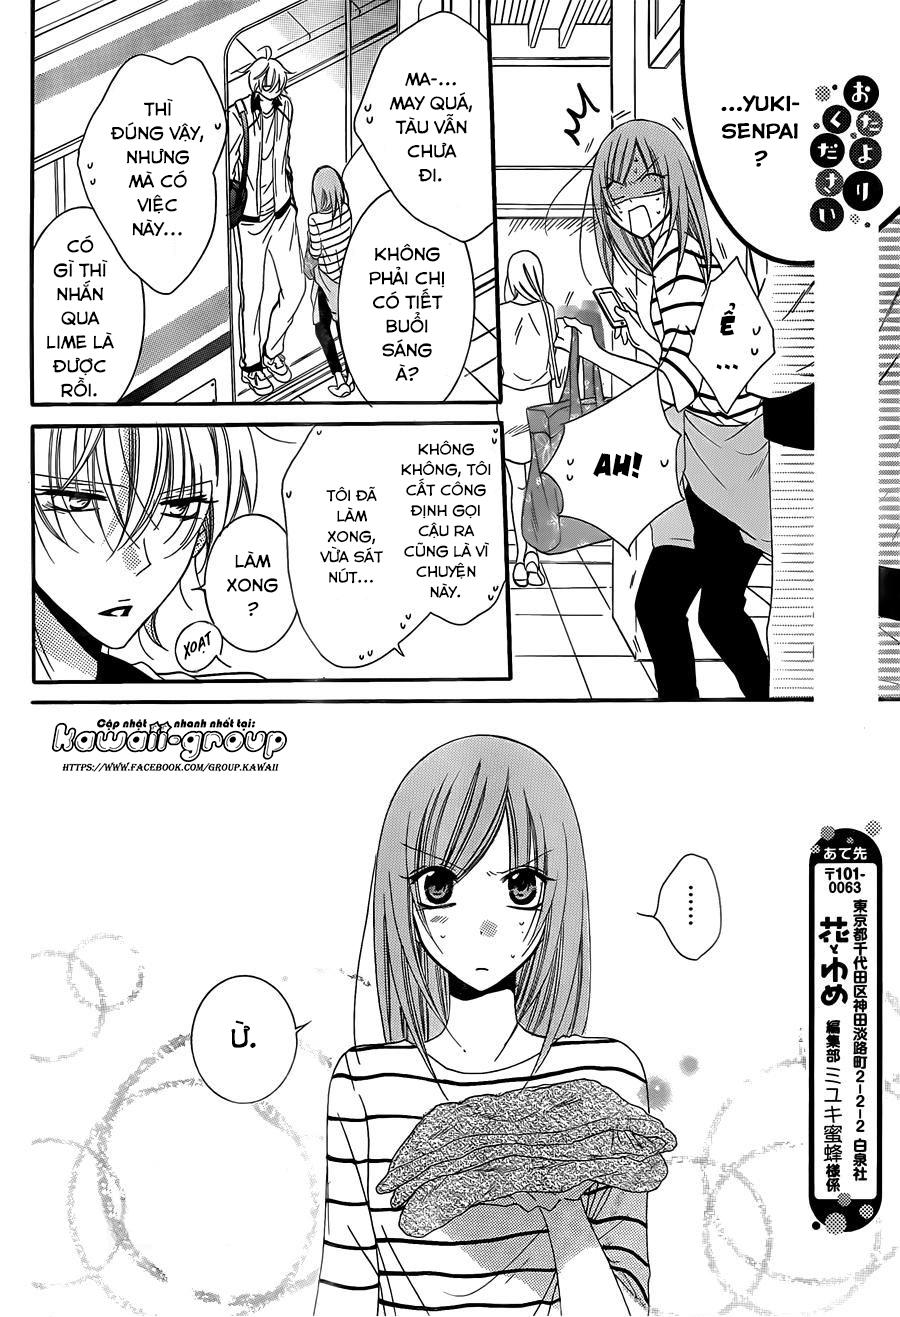 ...YUKI-
SENPAI
?
Ể
...
AH!
MA-...
MAY QUÁ,
TÀU VẪN
CHƯA
ĐI.
KHÔNG
PHẢI CHỊ
CÓ TIẾT
BUỔI
SÁNG
À?
THÌ
ĐÚNG VẬY,
NHƯNG
MÀ CÓ
VIỆC
NÀY...
CÓ
GÌ THÌ
NHẮN
QUA
LIME LÀ
ĐƯỢC
RỒI.
KHÔNG
KHÔNG, TÔI
CẤT CÔNG
ĐỊNH GỌI
CẬU RA
CŨNG LÀ VÌ
CHUYỆN
NÀY.
TÔI ĐÃ
LÀM
XONG,
VỪA SÁT
NÚT...
LÀM
XONG
?
XOẠT
......
Ừ.
Cập nhật nhanh nhất tại:
kawaii-group
HTTPS://WWW.FACEBOOK.COM/GROUP.KAWAII
おたより
ください
あて先
〒101-
0063
東京都千代田区神田淡路町2-2-2 白泉社
花とゆめ 編集部 ミユキ蜜蜂様係